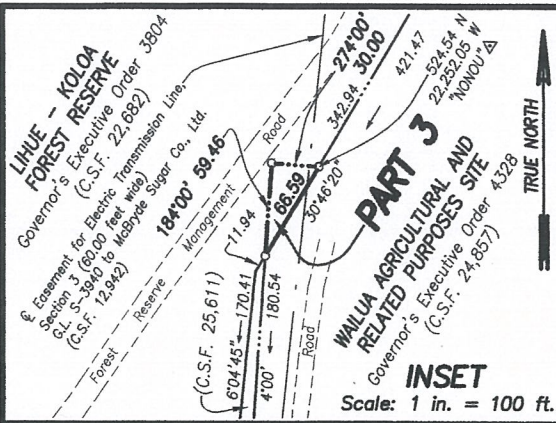 LIHUE - KOLOA
FOREST RESERVE
Governor's Executive Order 3804
(C.S.F. 22,682)
℄ Easement for Electric Transmission Line,
Section 3 (60.00 feet wide)
G.L. S-3940 to McBryde Sugar Co., Ltd.
(C.S.F. 12,942)
184°00' 59.46
Forest Reserve Management Road
274°00'
30.00
342.94
421.47
524.54 N
22,252.05 W
"NONOU" △
TRUE NORTH
66.59
30°46'20"
11.94
PART 3
WAILUA AGRICULTURAL AND
RELATED PURPOSES SITE
Governor's Executive Order 4328
(C.S.F. 24,857)
(C.S.F. 25,611)
6°04'45" 170.41
4°00' 180.54
Road
INSET
Scale: 1 in. = 100 ft.